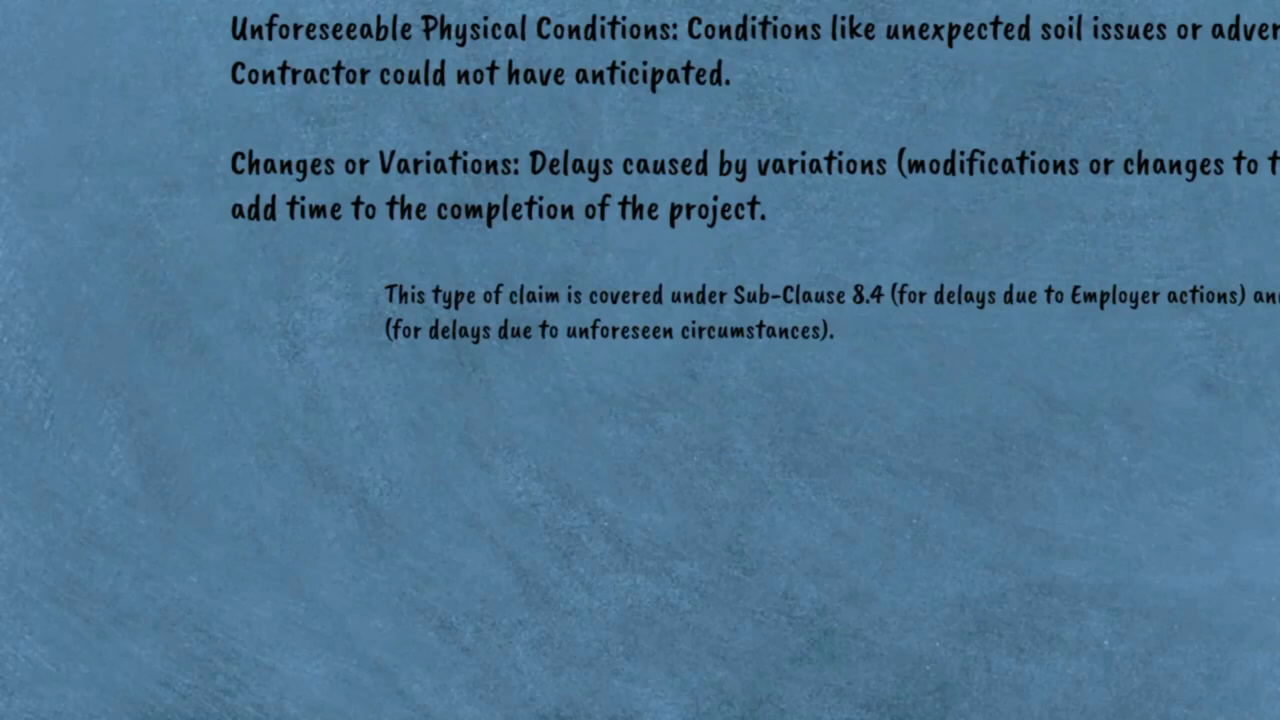 Unforeseeable Physical Conditions: Conditions like unexpected soil issues or
Contractor could not have anticipated.
Changes or Variations: Delays caused by variations (modifications or changes to
add time to the completion of the project.
This type of claim is covered under Sub-Clause 8.4 (for delays due to Employer actions)
(for delays due to unforeseen circumstances).